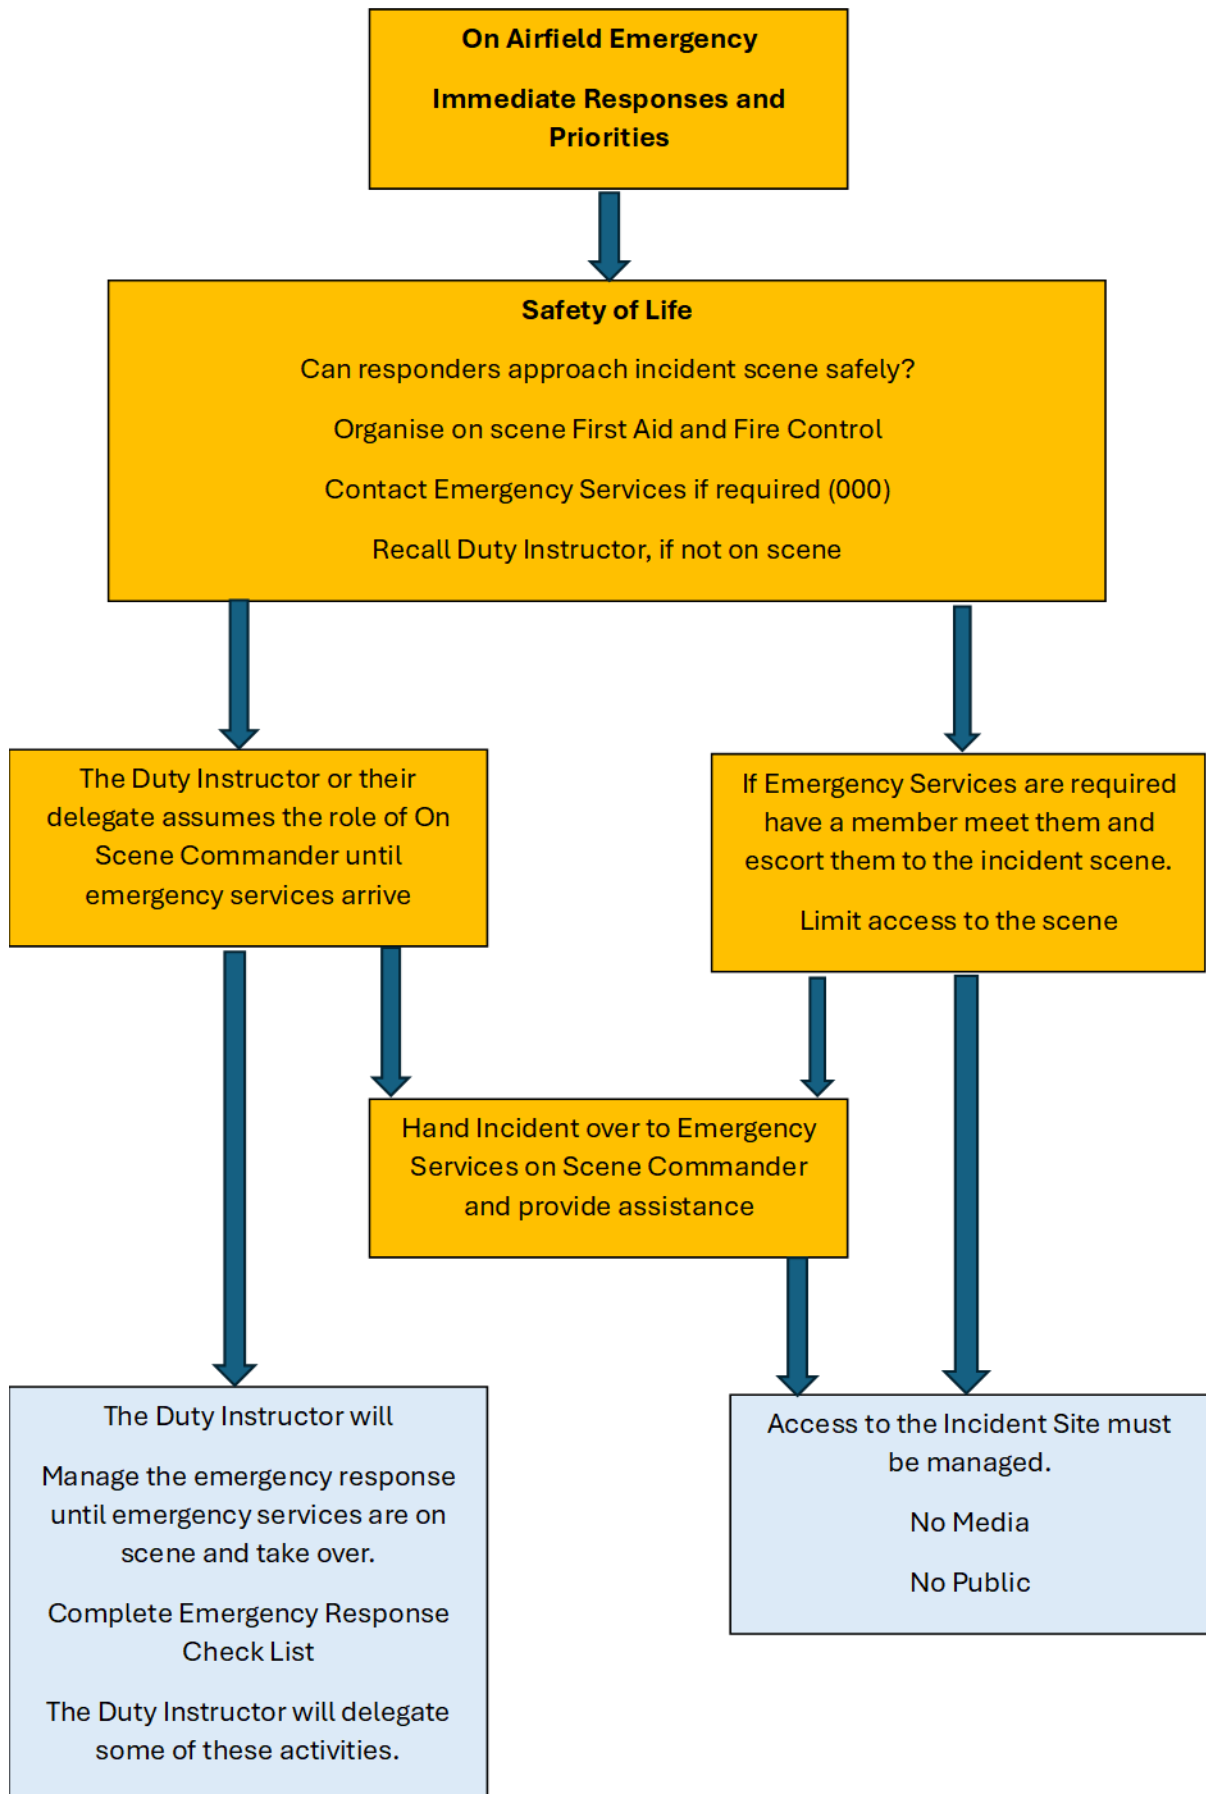 On Airfield Emergency
Immediate Responses and
Priorities
Safety of Life
Can responders approach incident scene safely?
Organise on scene First Aid and Fire Control
Contact Emergency Services if required (000)
Recall Duty Instructor, if not on scene
The Duty Instructor or their
delegate assumes the role of On
Scene Commander until
emergency services arrive
If Emergency Services are required
have a member meet them and
escort them to the incident scene.
Limit access to the scene
Hand Incident over to Emergency
Services on Scene Commander
and provide assistance
The Duty Instructor will
Manage the emergency response
until emergency services are on
scene and take over.
Complete Emergency Response
Check List
The Duty Instructor will delegate
some of these activities.
Access to the Incident Site must
be managed.
No Media
No Public